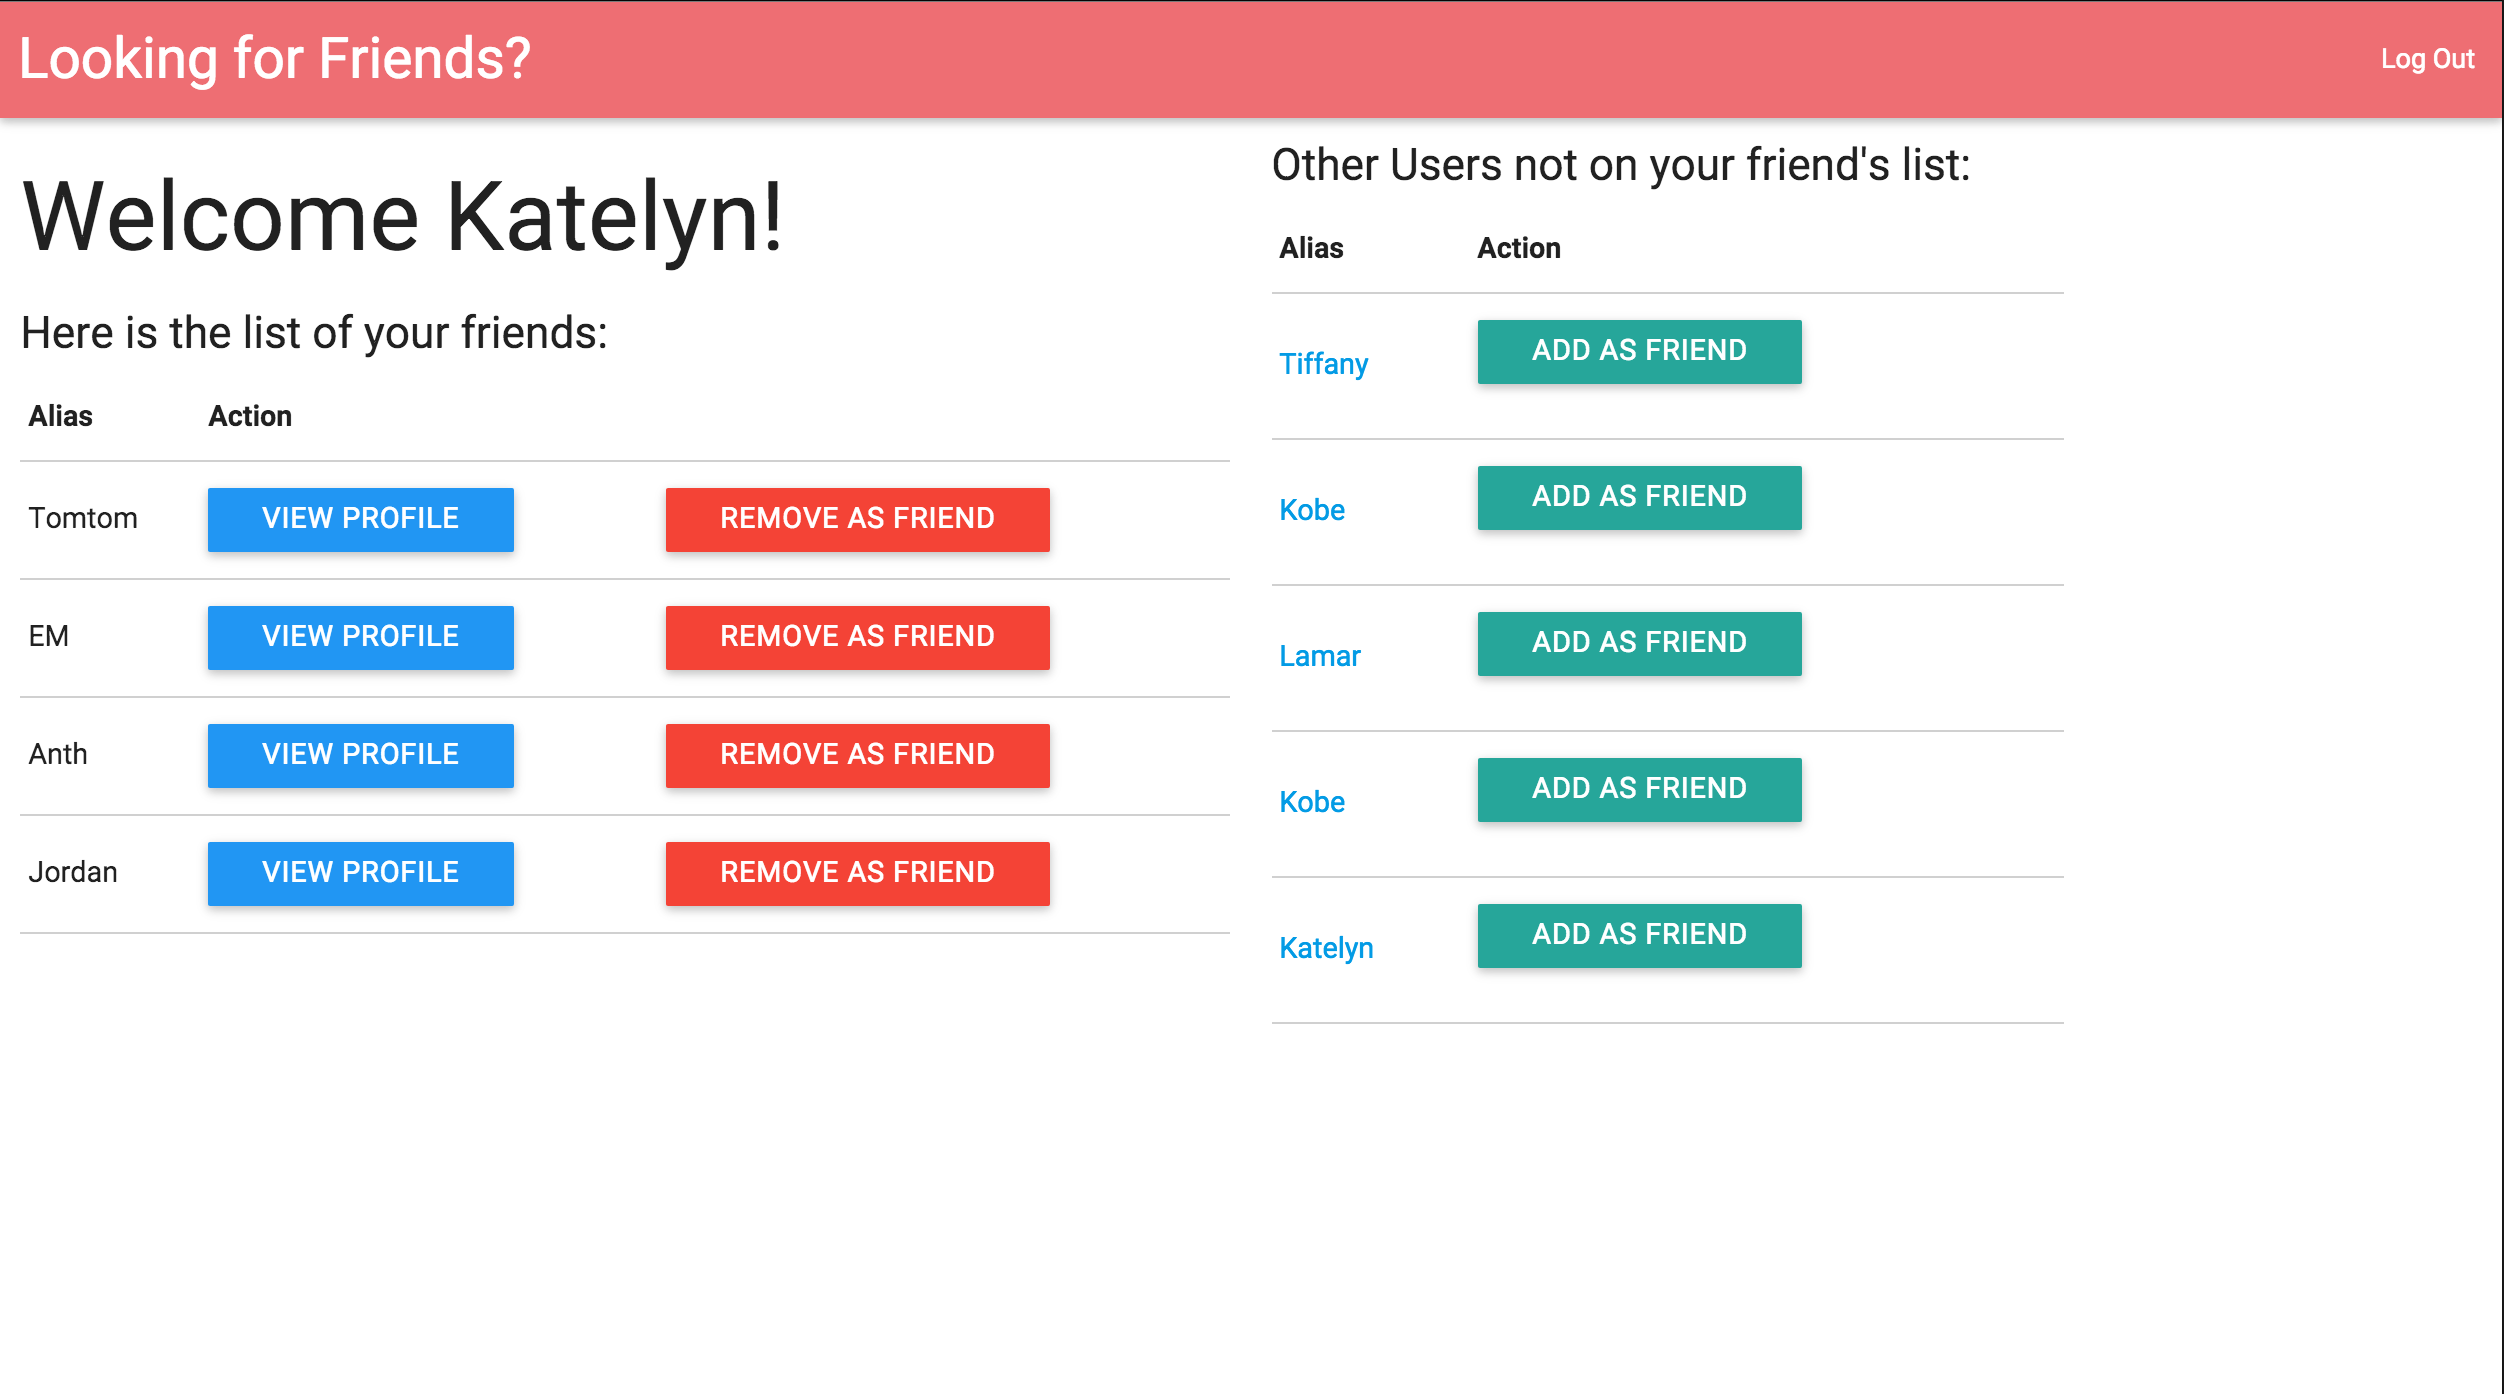 Looking for Friends? Log Out
Welcome Katelyn!
Here is the list of your friends:
Alias Action
Tomtom VIEW PROFILE REMOVE AS FRIEND
EM VIEW PROFILE REMOVE AS FRIEND
Anth VIEW PROFILE REMOVE AS FRIEND
Jordan VIEW PROFILE REMOVE AS FRIEND
Other Users not on your friend's list:
Alias Action
Tiffany ADD AS FRIEND
Kobe ADD AS FRIEND
Lamar ADD AS FRIEND
Kobe ADD AS FRIEND
Katelyn ADD AS FRIEND